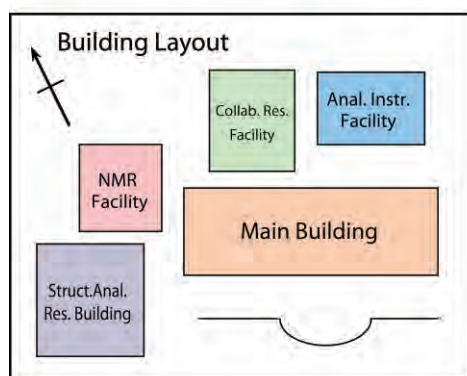 Building Layout
Collab. Res.
Facility
Anal. Instr.
Facility
NMR
Facility
Main Building
Struct.Anal.
Res. Building